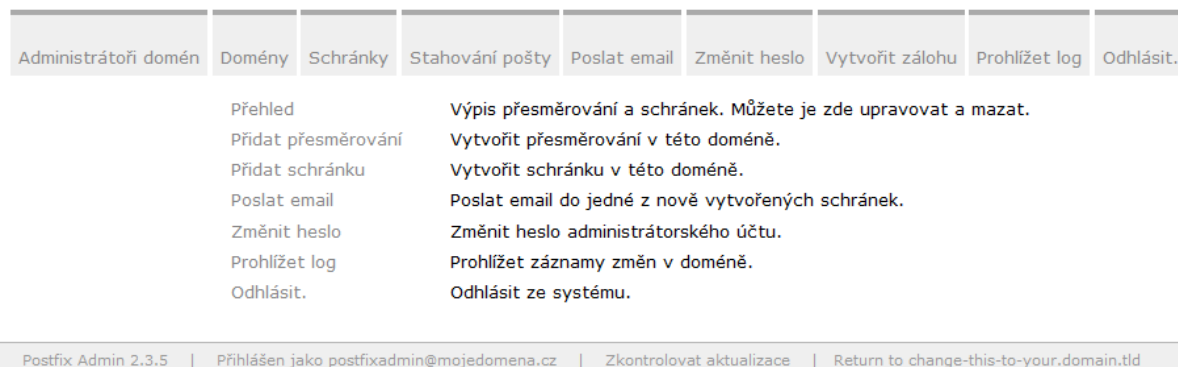 Administrátoři domén Domény Schránky Stahování pošty Poslat email Změnit heslo Vytvořit zálohu Prohlížet log Odhlásit.
Přehled Výpis přesměrování a schránek. Můžete je zde upravovat a mazat.
Přidat přesměrování Vytvořit přesměrování v této doméně.
Přidat schránku Vytvořit schránku v této doméně.
Poslat email Poslat email do jedné z nově vytvořených schránek.
Změnit heslo Změnit heslo administrátorského účtu.
Prohlížet log Prohlížet záznamy změn v doméně.
Odhlásit. Odhlásit ze systému.
Postfix Admin 2.3.5 | Přihlášen jako postfixadmin@mojedomena.cz | Zkontrolovat aktualizace | Return to change-this-to-your.domain.tld